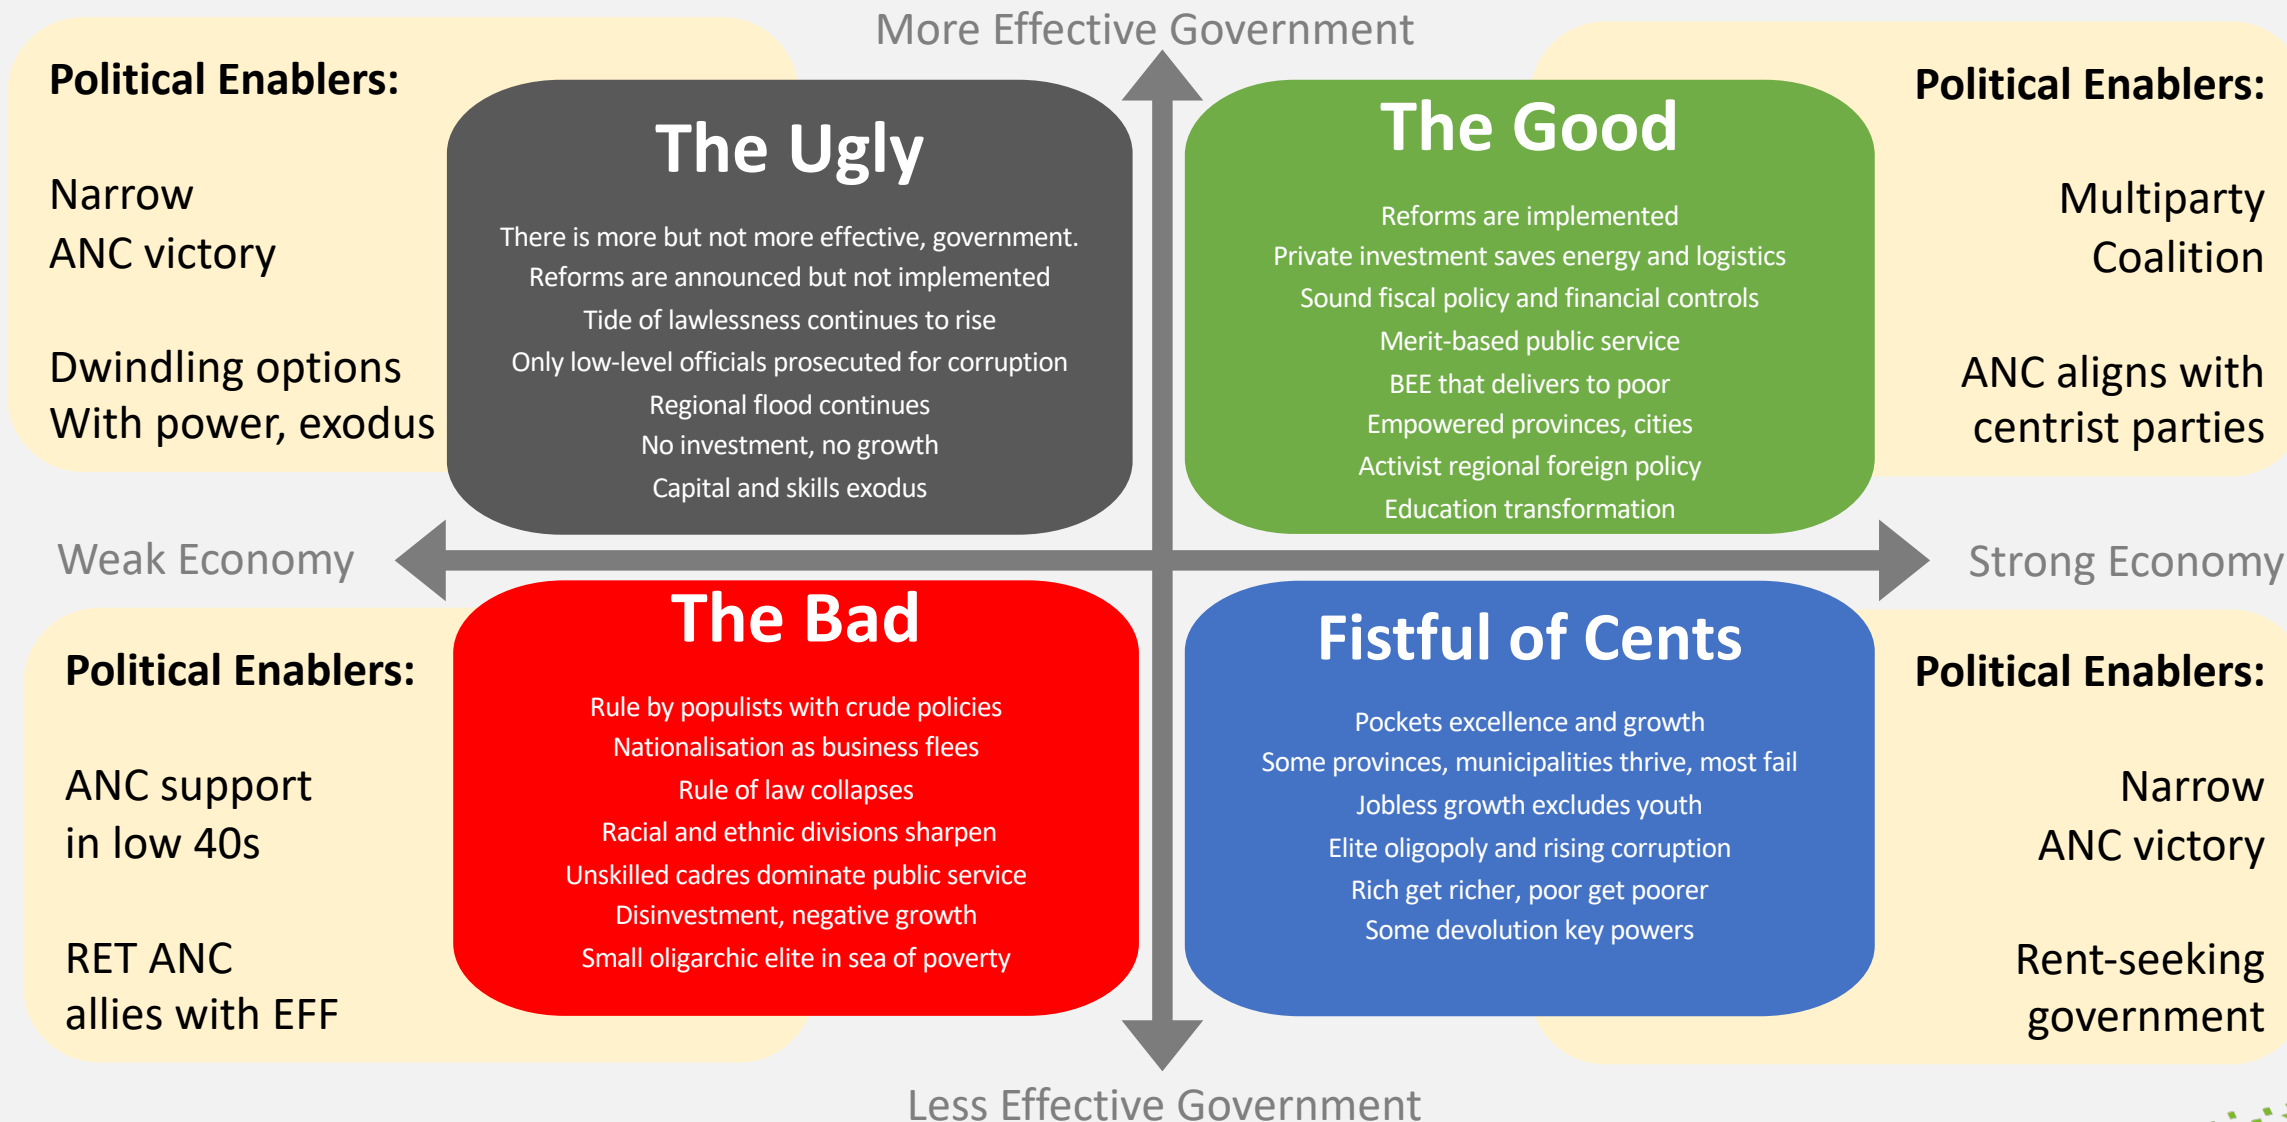 More Effective Government
Political Enablers:
Narrow
ANC victory
Dwindling options
With power, exodus
The Ugly
There is more but not more effective, government.
Reforms are announced but not implemented
Tide of lawlessness continues to rise
Only low-level officials prosecuted for corruption
Regional flood continues
No investment, no growth
Capital and skills exodus
The Good
Reforms are implemented
Private investment saves energy and logistics
Sound fiscal policy and financial controls
Merit-based public service
BEE that delivers to poor
Empowered provinces, cities
Activist regional foreign policy
Education transformation
Political Enablers:
Multiparty
Coalition
ANC aligns with
centrist parties
Weak Economy
Strong Economy
Political Enablers:
ANC support
in low 40s
RET ANC
allies with EFF
The Bad
Rule by populists with crude policies
Nationalisation as business flees
Rule of law collapses
Racial and ethnic divisions sharpen
Unskilled cadres dominate public service
Disinvestment, negative growth
Small oligarchic elite in sea of poverty
Fistful of Cents
Pockets excellence and growth
Some provinces, municipalities thrive, most fail
Jobless growth excludes youth
Elite oligopoly and rising corruption
Rich get richer, poor get poorer
Some devolution key powers
Political Enablers:
Narrow
ANC victory
Rent-seeking
government
Less Effective Government